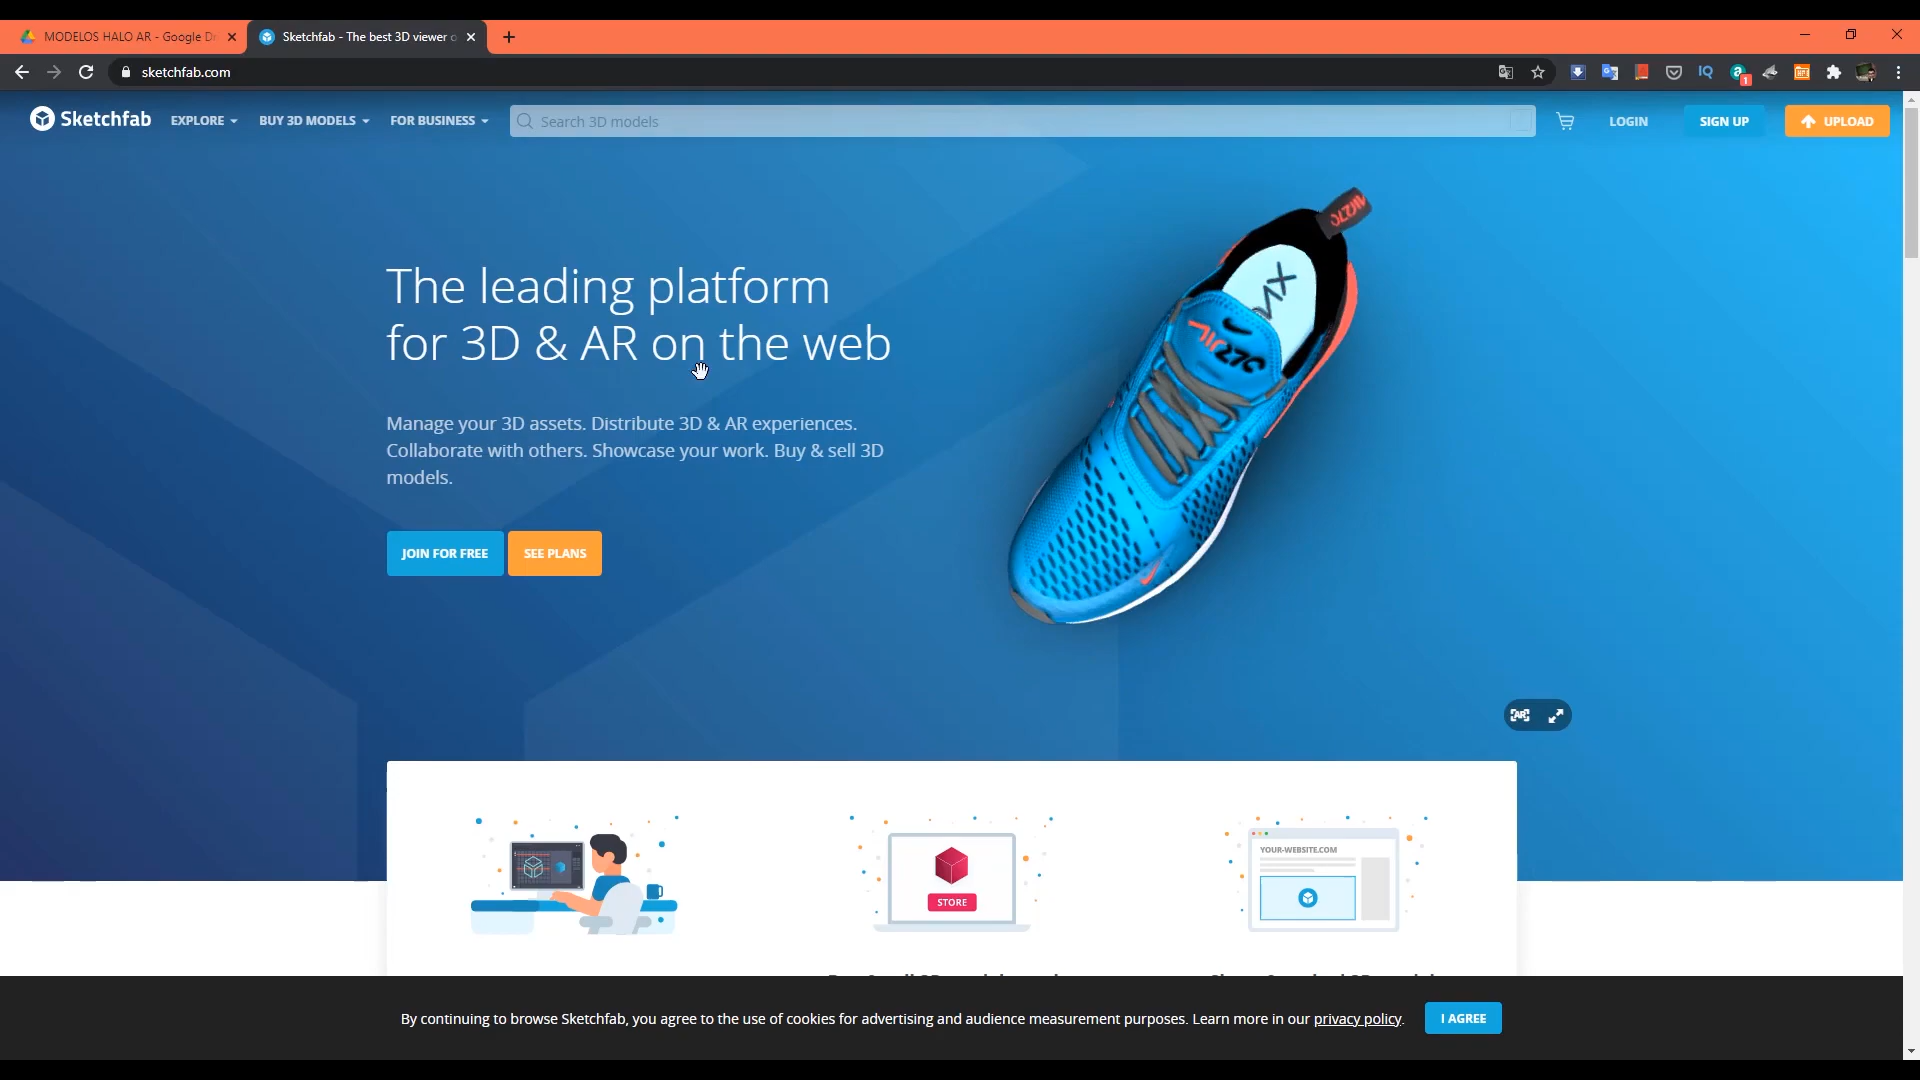 MODELOS HALO AR - Google Dr
Sketchfab - The best 3D viewer o
sketchfab.com
Sketchfab
EXPLORE
BUY 3D MODELS
FOR BUSINESS
Search 3D models
LOGIN
SIGN UP
UPLOAD
The leading platform
for 3D & AR on the web
Manage your 3D assets. Distribute 3D & AR experiences.
Collaborate with others. Showcase your work. Buy & sell 3D
models.
JOIN FOR FREE
SEE PLANS
AIR
AR
STORE
YOUR-WEBSITE.COM
By continuing to browse Sketchfab, you agree to the use of cookies for advertising and audience measurement purposes. Learn more in our privacy policy.
I AGREE